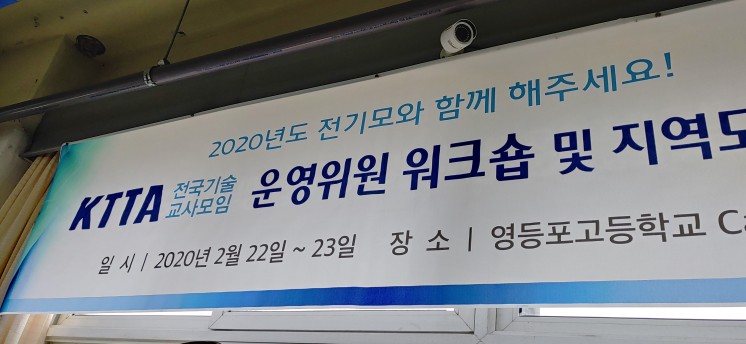 2020년도 전기모와 함께 해주세요!
KTTA 전국기술
교사모임
운영위원 워크숍 및 지역
일 시 | 2020년 2월 22일 ~ 23일 장 소 | 영등포고등학교